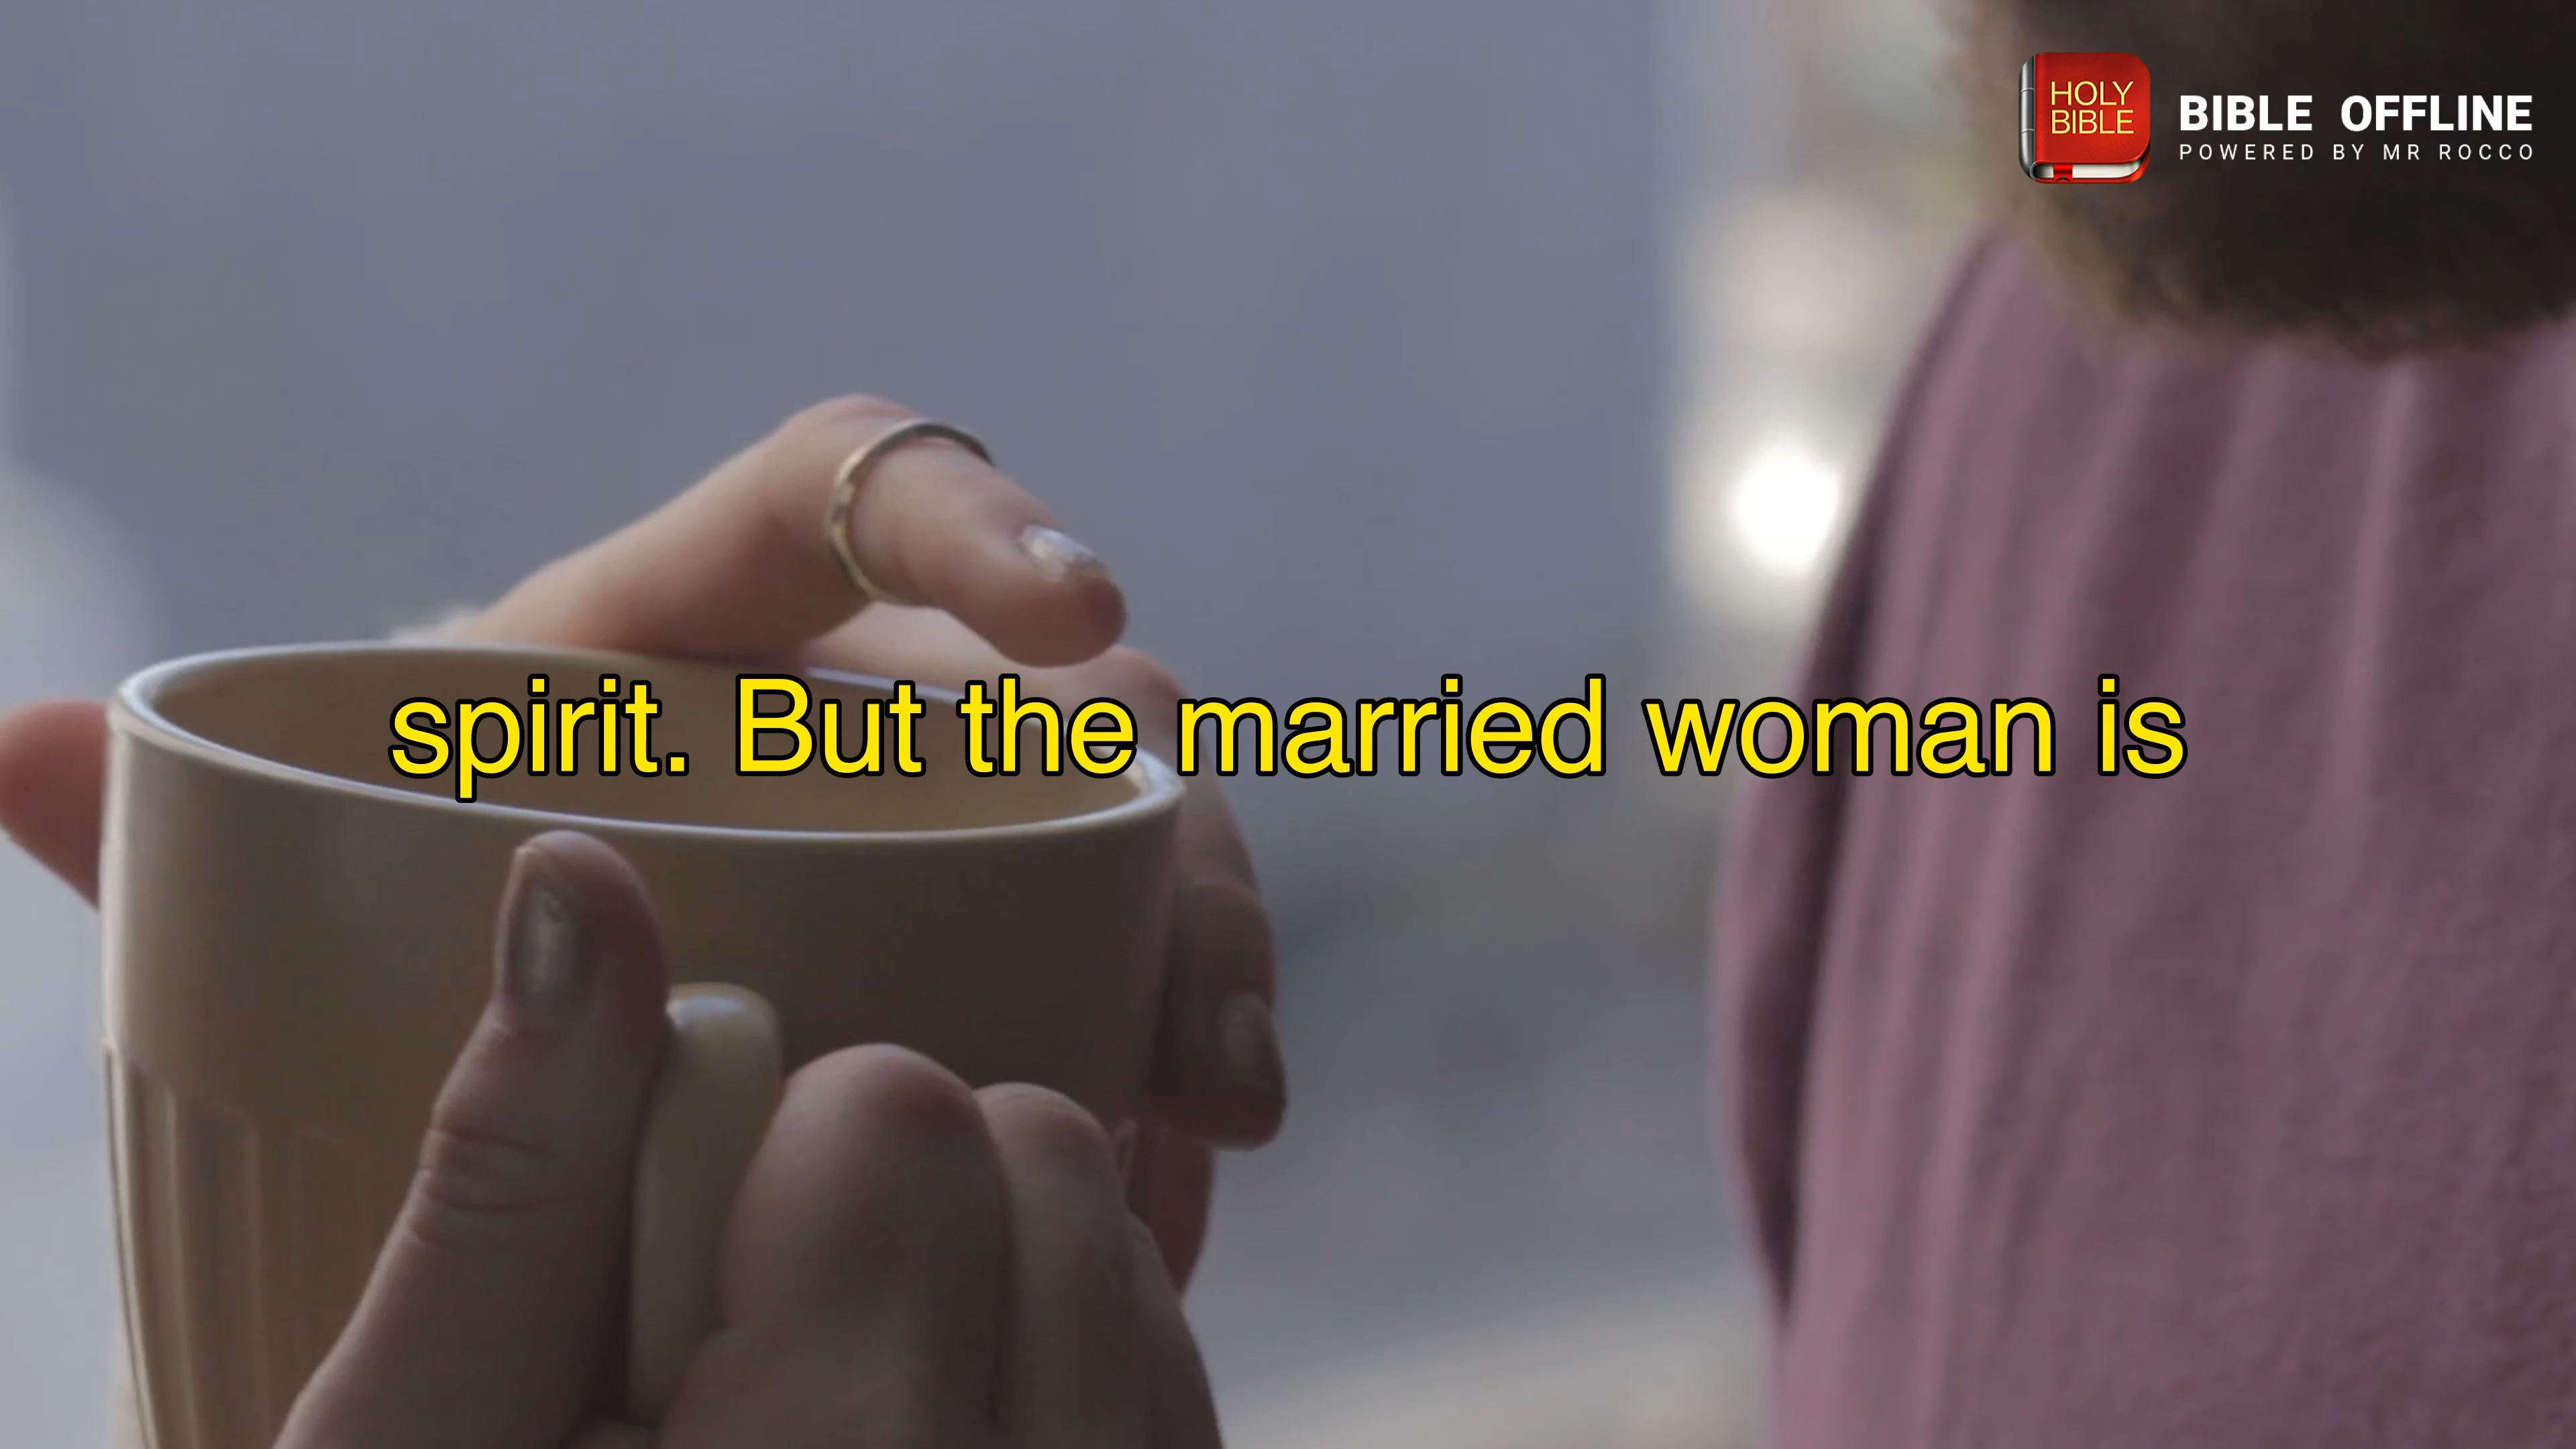 HOLY
BIBLE
BIBLE OFFLINE
POWERED BY MR ROCCO
spirit. But the married woman is